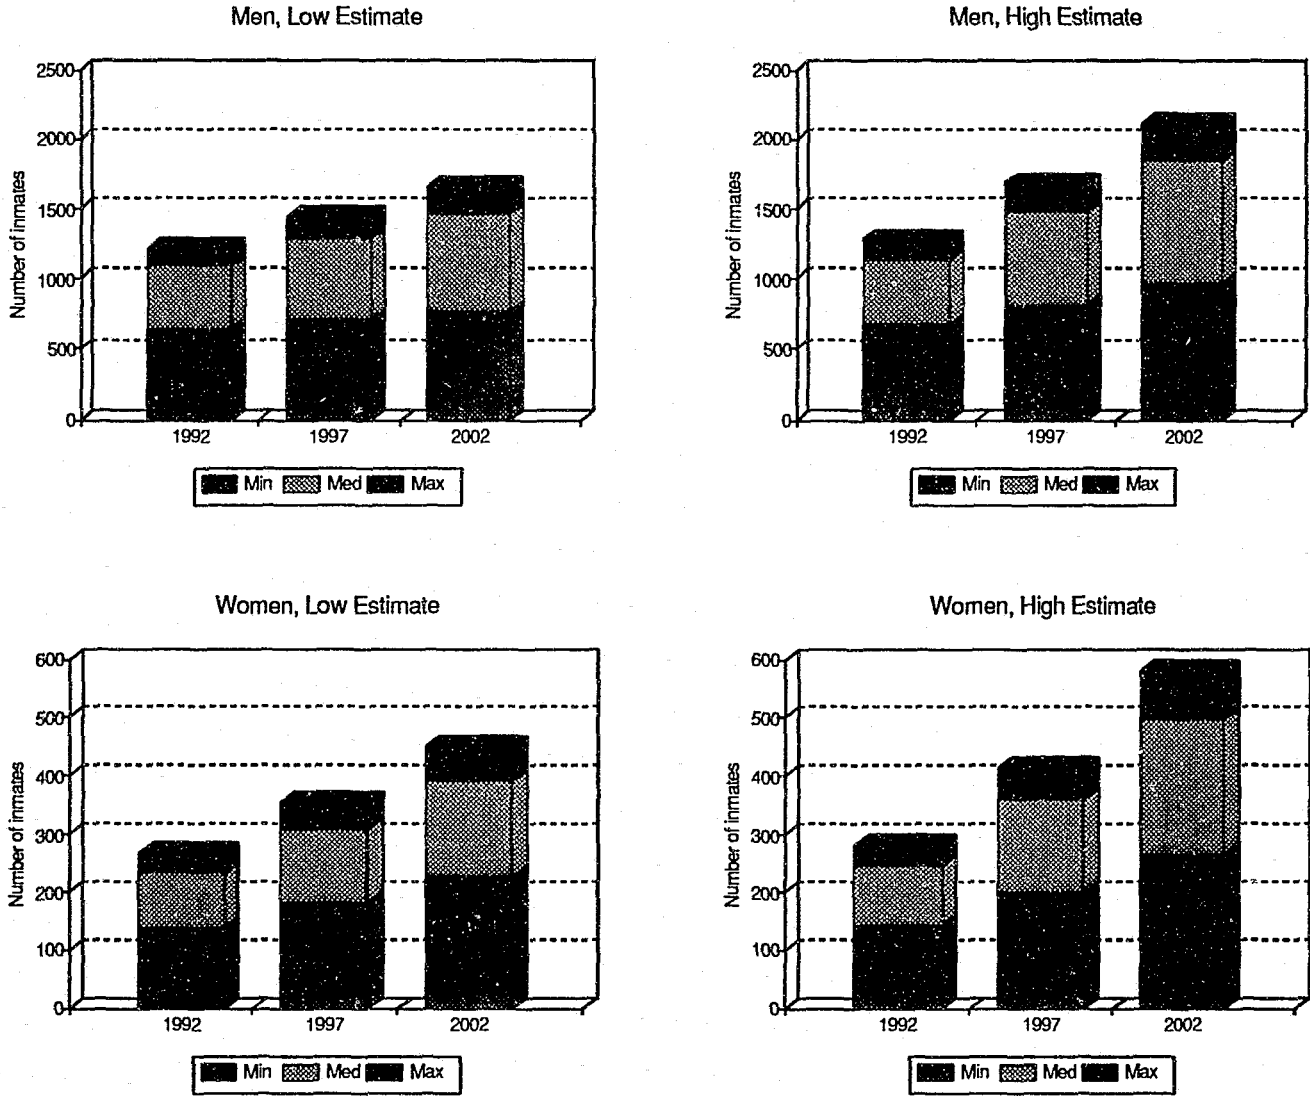 Men, Low Estimate
2500
2000
1500
1000
500
0
Number of inmates
1992 1997 2002
Min Med Max
Men, High Estimate
2500
2000
1500
1000
500
0
Number of inmates
1992 1997 2002
Min Med Max
Women, Low Estimate
600
500
400
300
200
100
0
Number of inmates
1992 1997 2002
Min Med Max
Women, High Estimate
600
500
400
300
200
100
0
Number of inmates
1992 1997 2002
Min Med Max